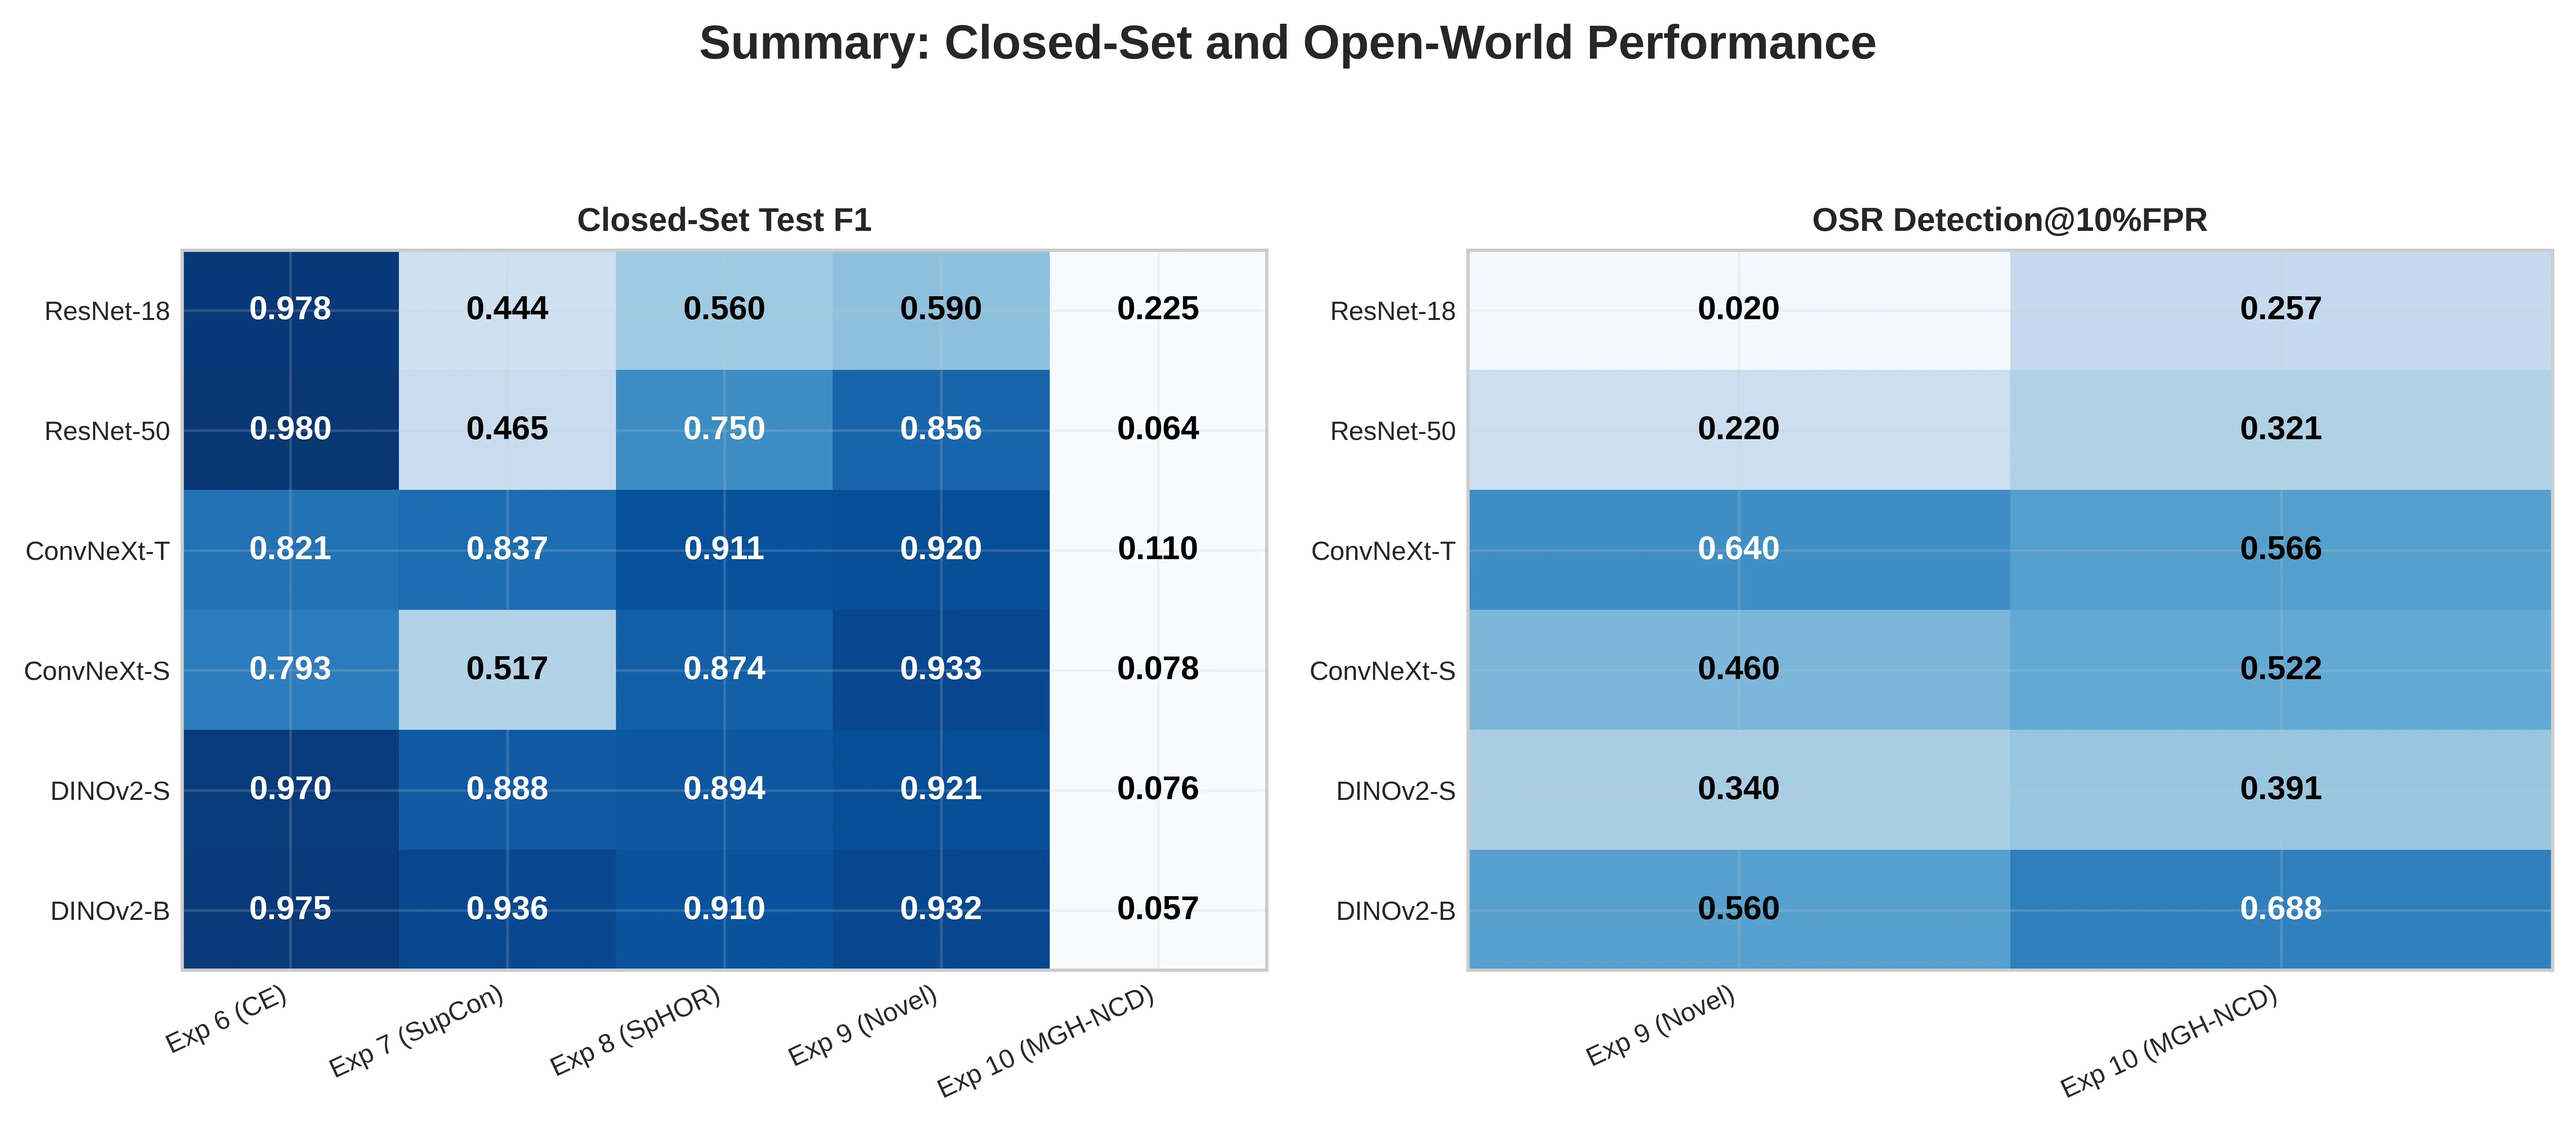 Summary: Closed-Set and Open-World Performance
Closed-Set Test F1
ResNet-18 0.978 0.444 0.560 0.590 0.225
ResNet-50 0.980 0.465 0.750 0.856 0.064
ConvNeXt-T 0.821 0.837 0.911 0.920 0.110
ConvNeXt-S 0.793 0.517 0.874 0.933 0.078
DINOv2-S 0.970 0.888 0.894 0.921 0.076
DINOv2-B 0.975 0.936 0.910 0.932 0.057
Exp 6 (CE)
Exp 7 (SupCon)
Exp 8 (SpHOR)
Exp 9 (Novel)
Exp 10 (MGH-NCD)
OSR Detection@10%FPR
ResNet-18 0.020 0.257
ResNet-50 0.220 0.321
ConvNeXt-T 0.640 0.566
ConvNeXt-S 0.460 0.522
DINOv2-S 0.340 0.391
DINOv2-B 0.560 0.688
Exp 9 (Novel)
Exp 10 (MGH-NCD)